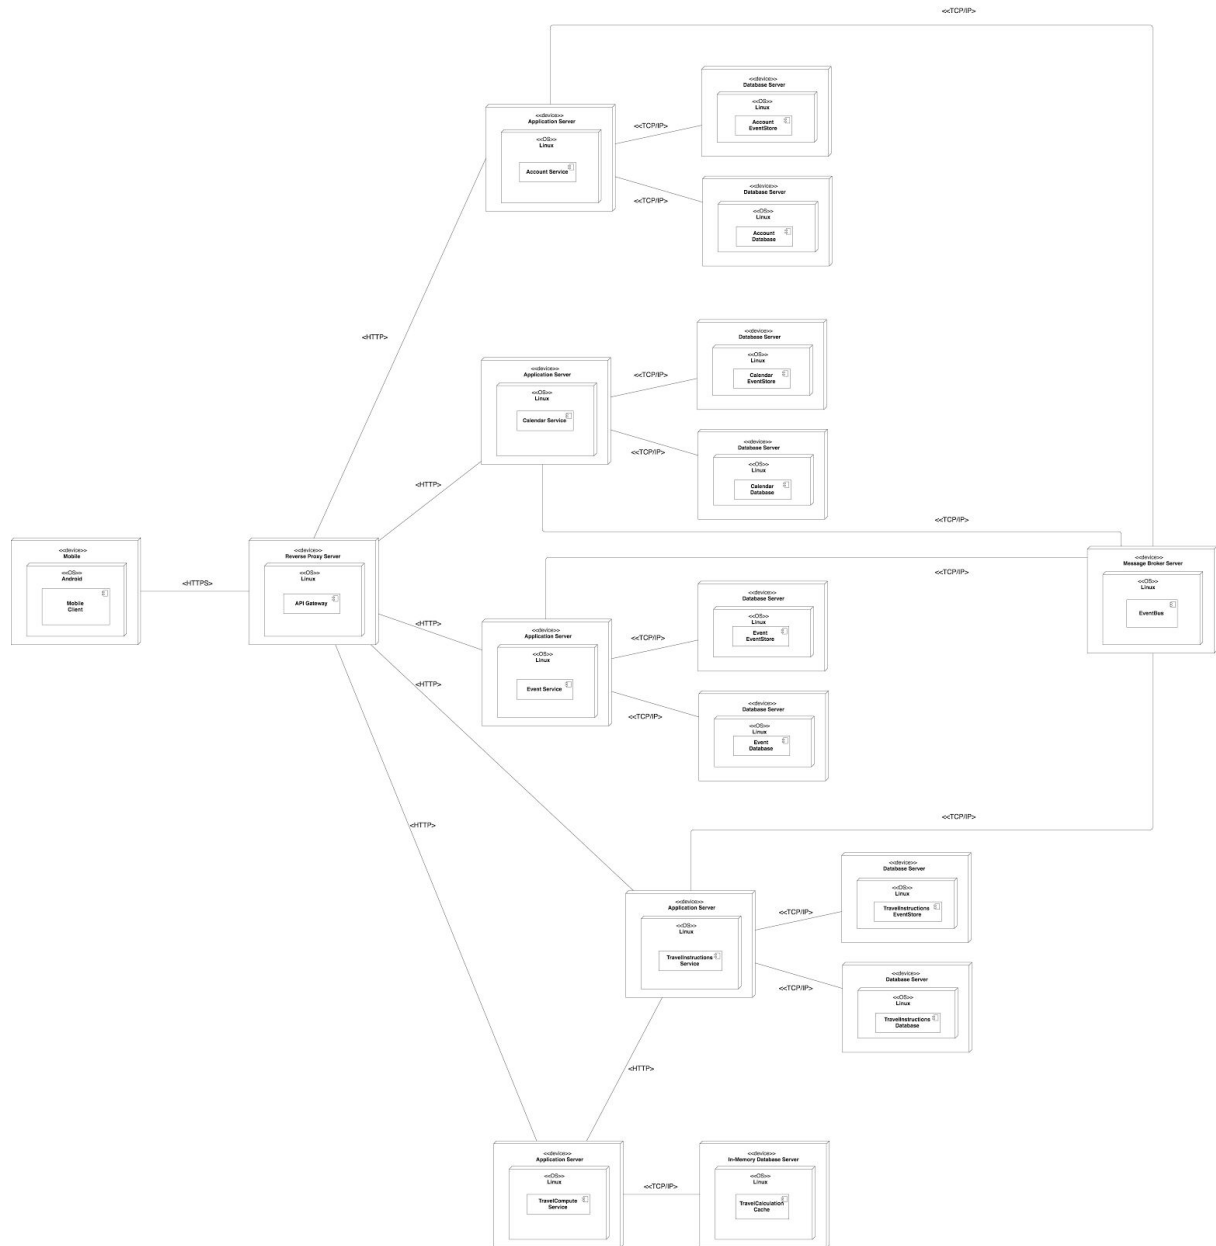 <<TCP/IP>
<<device>>
Application Server
<<OS>>
Linux
Account Service
<<TCP/IP>
<<device>>
Database Server
<<OS>>
Linux
Account
EventStore
<<TCP/IP>
<<device>>
Database Server
<<OS>>
Linux
Account
Database
<HTTP>
<<device>>
Application Server
<<OS>>
Linux
Calendar Service
<<TCP/IP>
<<device>>
Database Server
<<OS>>
Linux
Calendar
EventStore
<<TCP/IP>
<<device>>
Database Server
<<OS>>
Linux
Calendar
Database
<HTTP>
<<TCP/IP>
<<device>>
Mobile
<<OS>>
Android
Mobile
Client
<HTTPS>
<<device>>
Reverse Proxy Server
<<OS>>
Linux
API Gateway
<<TCP/IP>
<<device>>
Message Broker Server
<<OS>>
Linux
EventBus
<HTTP>
<<device>>
Application Server
<<OS>>
Linux
Event Service
<<TCP/IP>
<<device>>
Database Server
<<OS>>
Linux
Event
EventStore
<<TCP/IP>
<<device>>
Database Server
<<OS>>
Linux
Event
Database
<HTTP>
<HTTP>
<<TCP/IP>
<<device>>
Application Server
<<OS>>
Linux
TravelInstructions
Service
<<TCP/IP>
<<device>>
Database Server
<<OS>>
Linux
TravelInstructions
EventStore
<<TCP/IP>
<<device>>
Database Server
<<OS>>
Linux
TravelInstructions
Database
<HTTP>
<<device>>
Application Server
<<OS>>
Linux
TravelCompute
Service
<<TCP/IP>
<<device>>
In-Memory Database Server
<<OS>>
Linux
TravelCalculation
Cache